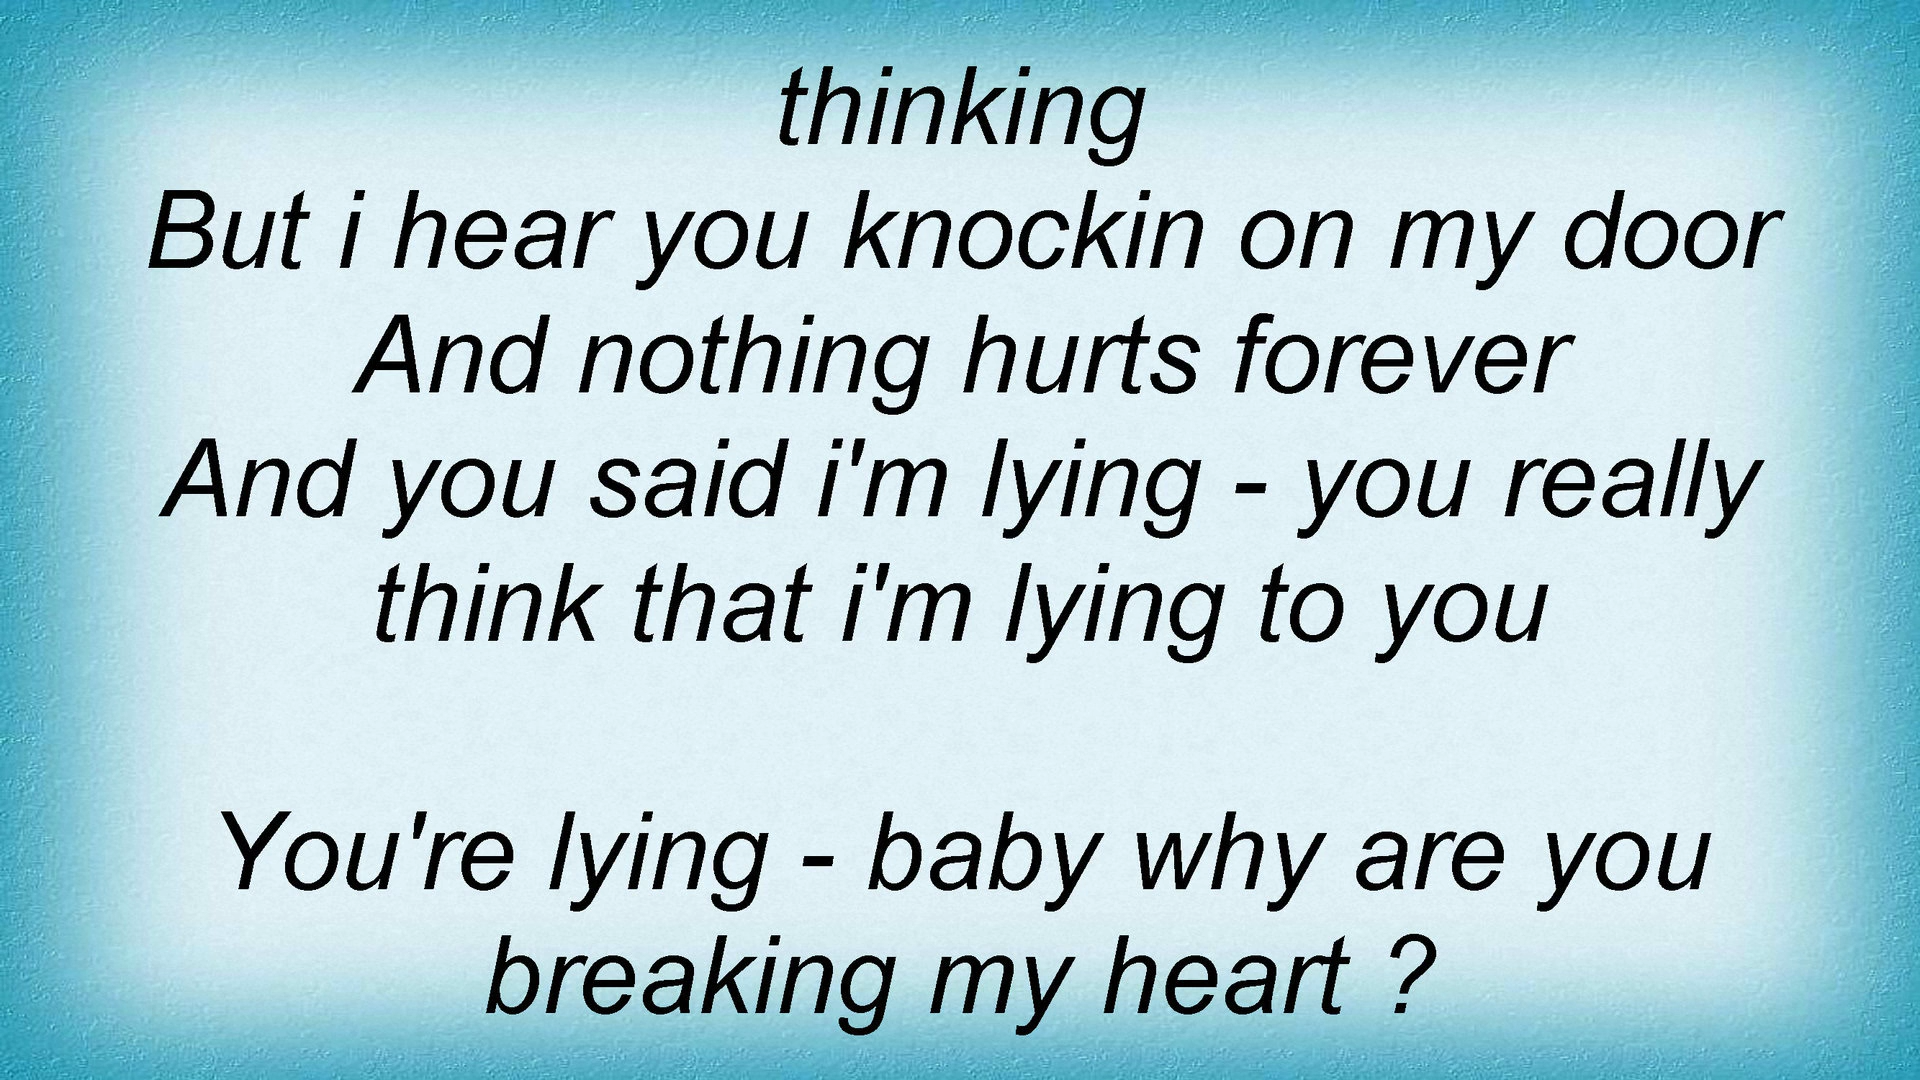 thinking
But i hear you knockin on my door
And nothing hurts forever
And you said i'm lying - you really
think that i'm lying to you
You're lying - baby why are you
breaking my heart ?